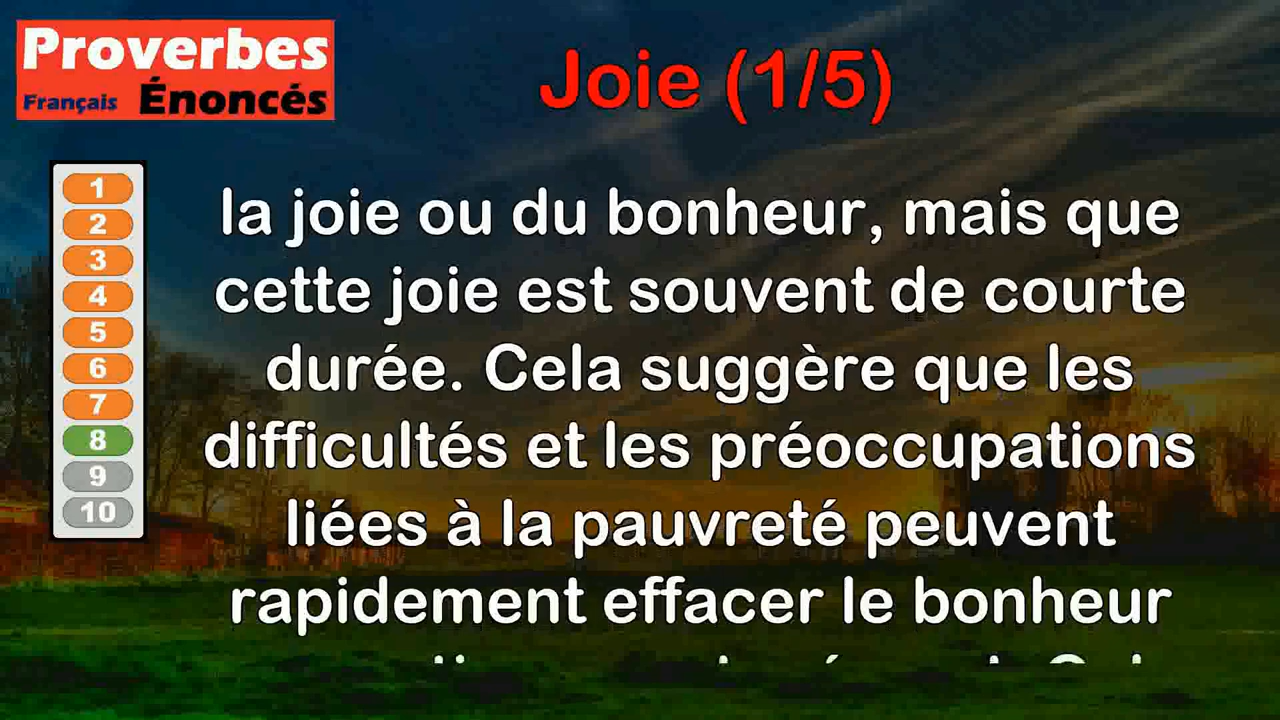 Proverbes
Français Énoncés
Joie (1/5)
1
2
3
4
5
6
7
8
9
10
la joie ou du bonheur, mais que
cette joie est souvent de courte
durée. Cela suggère que les
difficultés et les préoccupations
liées à la pauvreté peuvent
rapidement effacer le bonheur